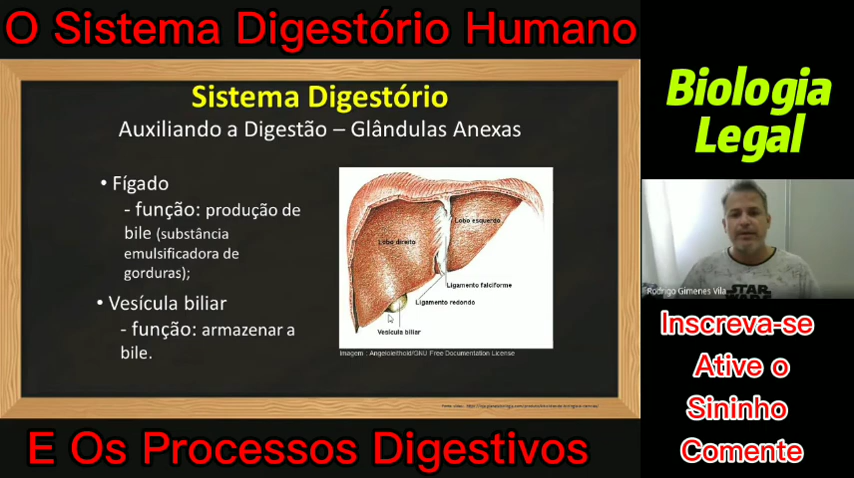 O Sistema Digestório Humano
Sistema Digestório
Auxiliando a Digestão – Glândulas Anexas
• Fígado
- função: produção de
bile (substância
emulsificadora de
gorduras);
• Vesícula biliar
- função: armazenar a
bile.
Lobo esquerdo
Lobo direito
Ligamento falciforme
Ligamento redondo
Vesícula biliar
E Os Processos Digestivos
Biologia
Legal
Rodrigo Gimenes Vila
STAR
Inscreva-se
Ative o
Sininho
Comente